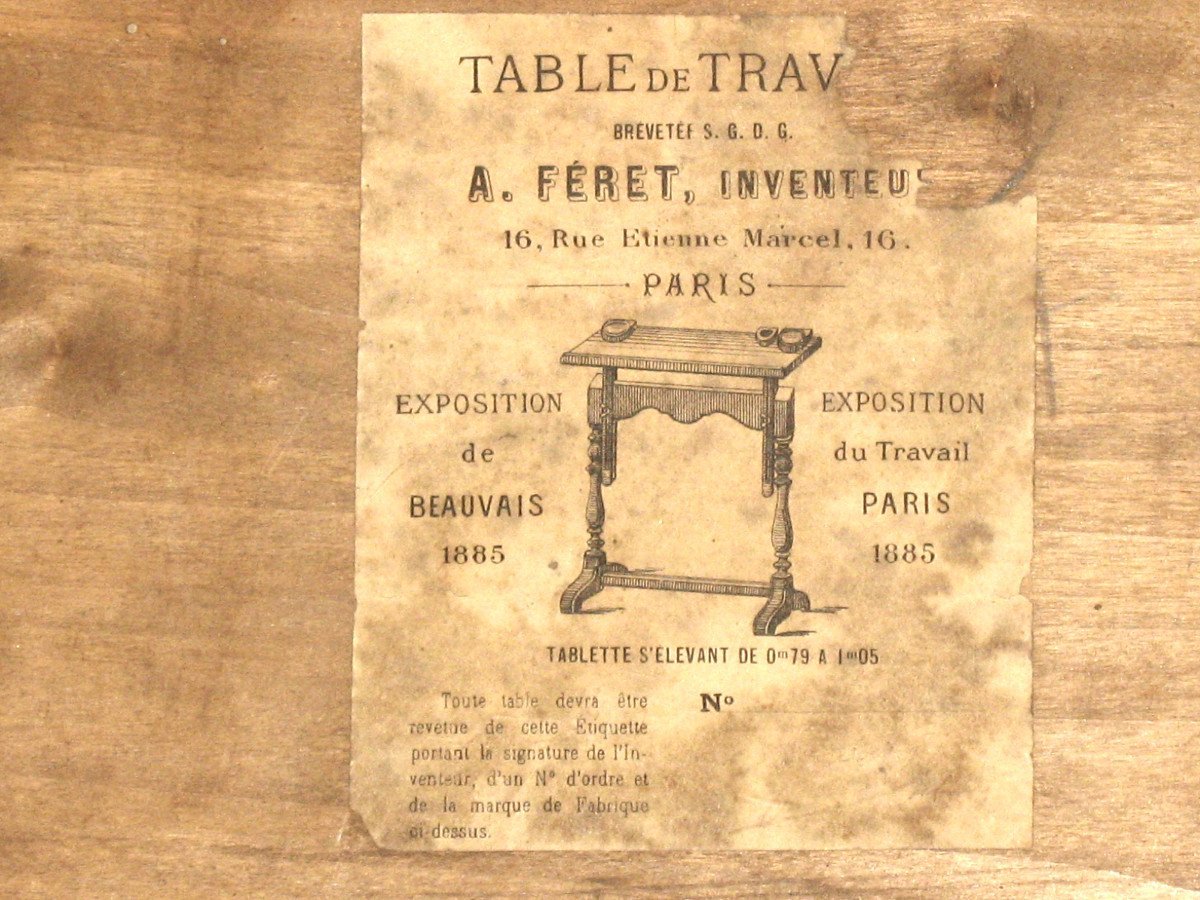 TABLE DE TRAV
BREVETÉE S. G. D. G.
A. FÉRET, INVENTEU
16, Rue Etienne Marcel, 16.
PARIS
EXPOSITION
de
BEAUVAIS
1885
EXPOSITION
du Travail
PARIS
1885
TABLETTE S'ÉLEVANT DE 0m79 A 1m05
Toute table devra être
revetue de cette Etiquette
portant la signature de l'In-
venteur, d'un N° d'ordre et
de la marque de Fabrique
ci-dessus.
N°